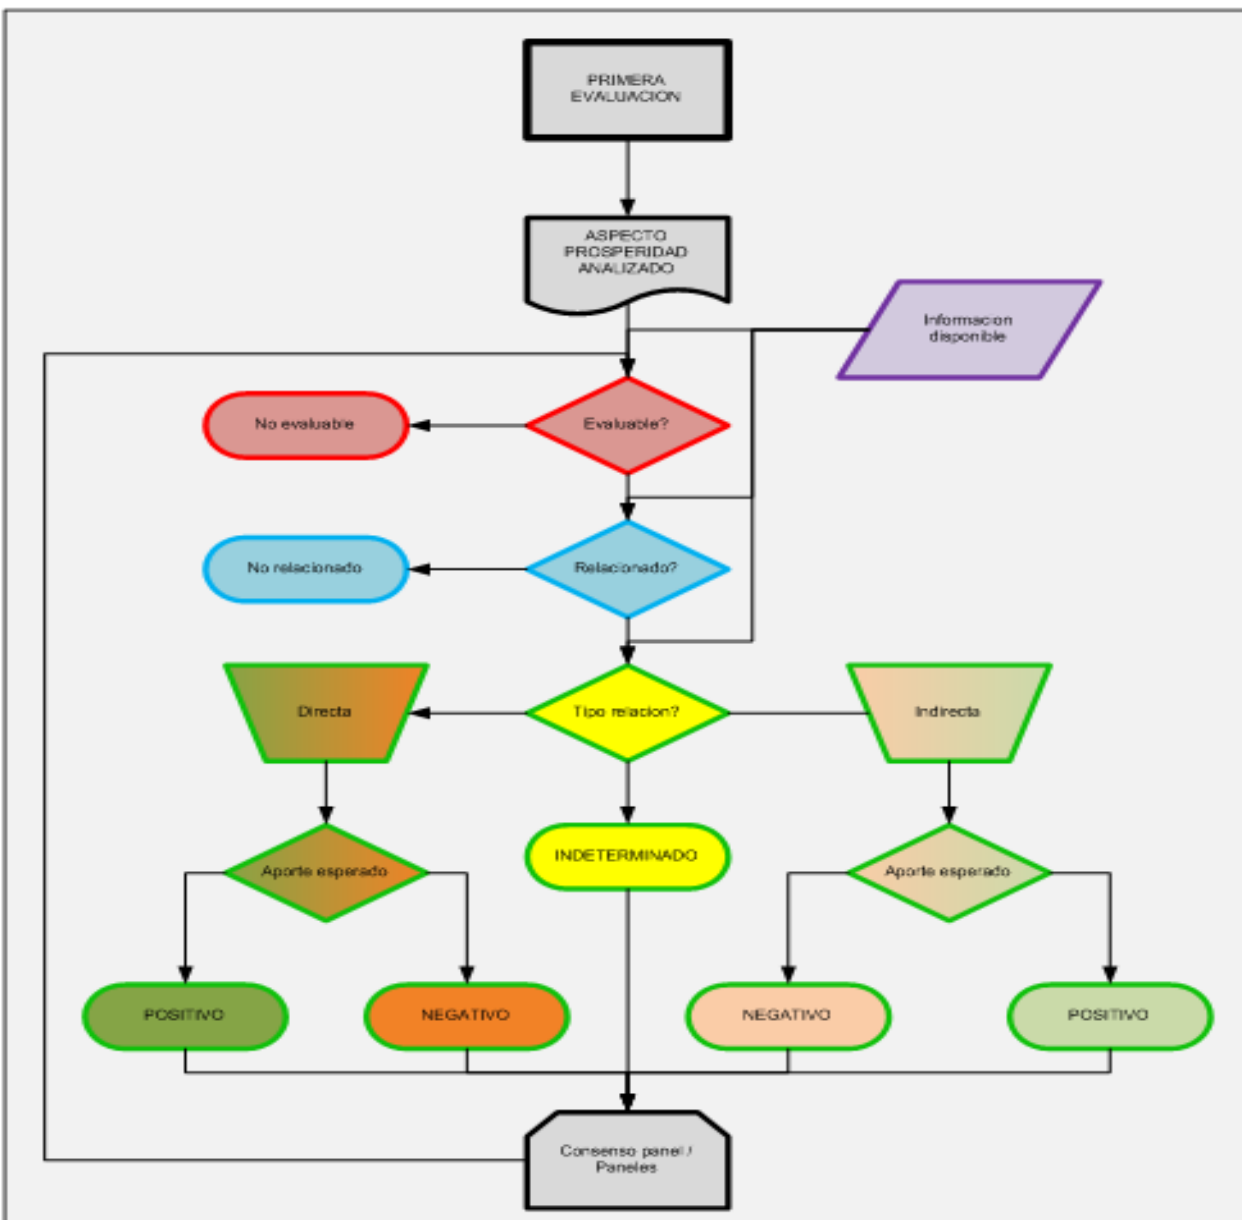 PRIMERA
EVALUACION
ASPECTO
PROSPERIDAD
ANALIZADO
Informacion
disponible
No evaluable
Evaluable?
No relacionado
Relacionado?
Directa
Tipo relacion?
Indirecta
Aporte esperado
INDETERMINADO
Aporte esperado
POSITIVO
NEGATIVO
NEGATIVO
POSITIVO
Consenso panel /
Paneles